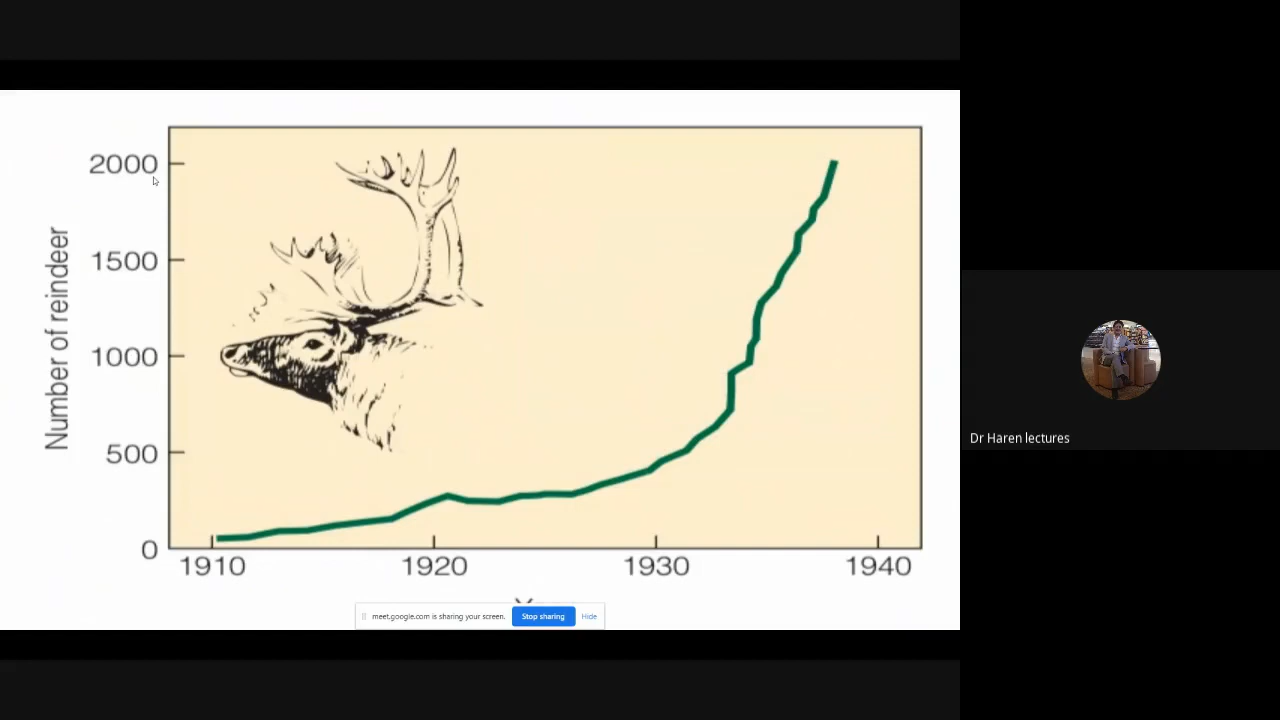 2000
1500
Number of reindeer
1000
500
0
1910 1920 1930 1940
meet.google.com is sharing your screen. Stop sharing Hide
Dr Haren lectures